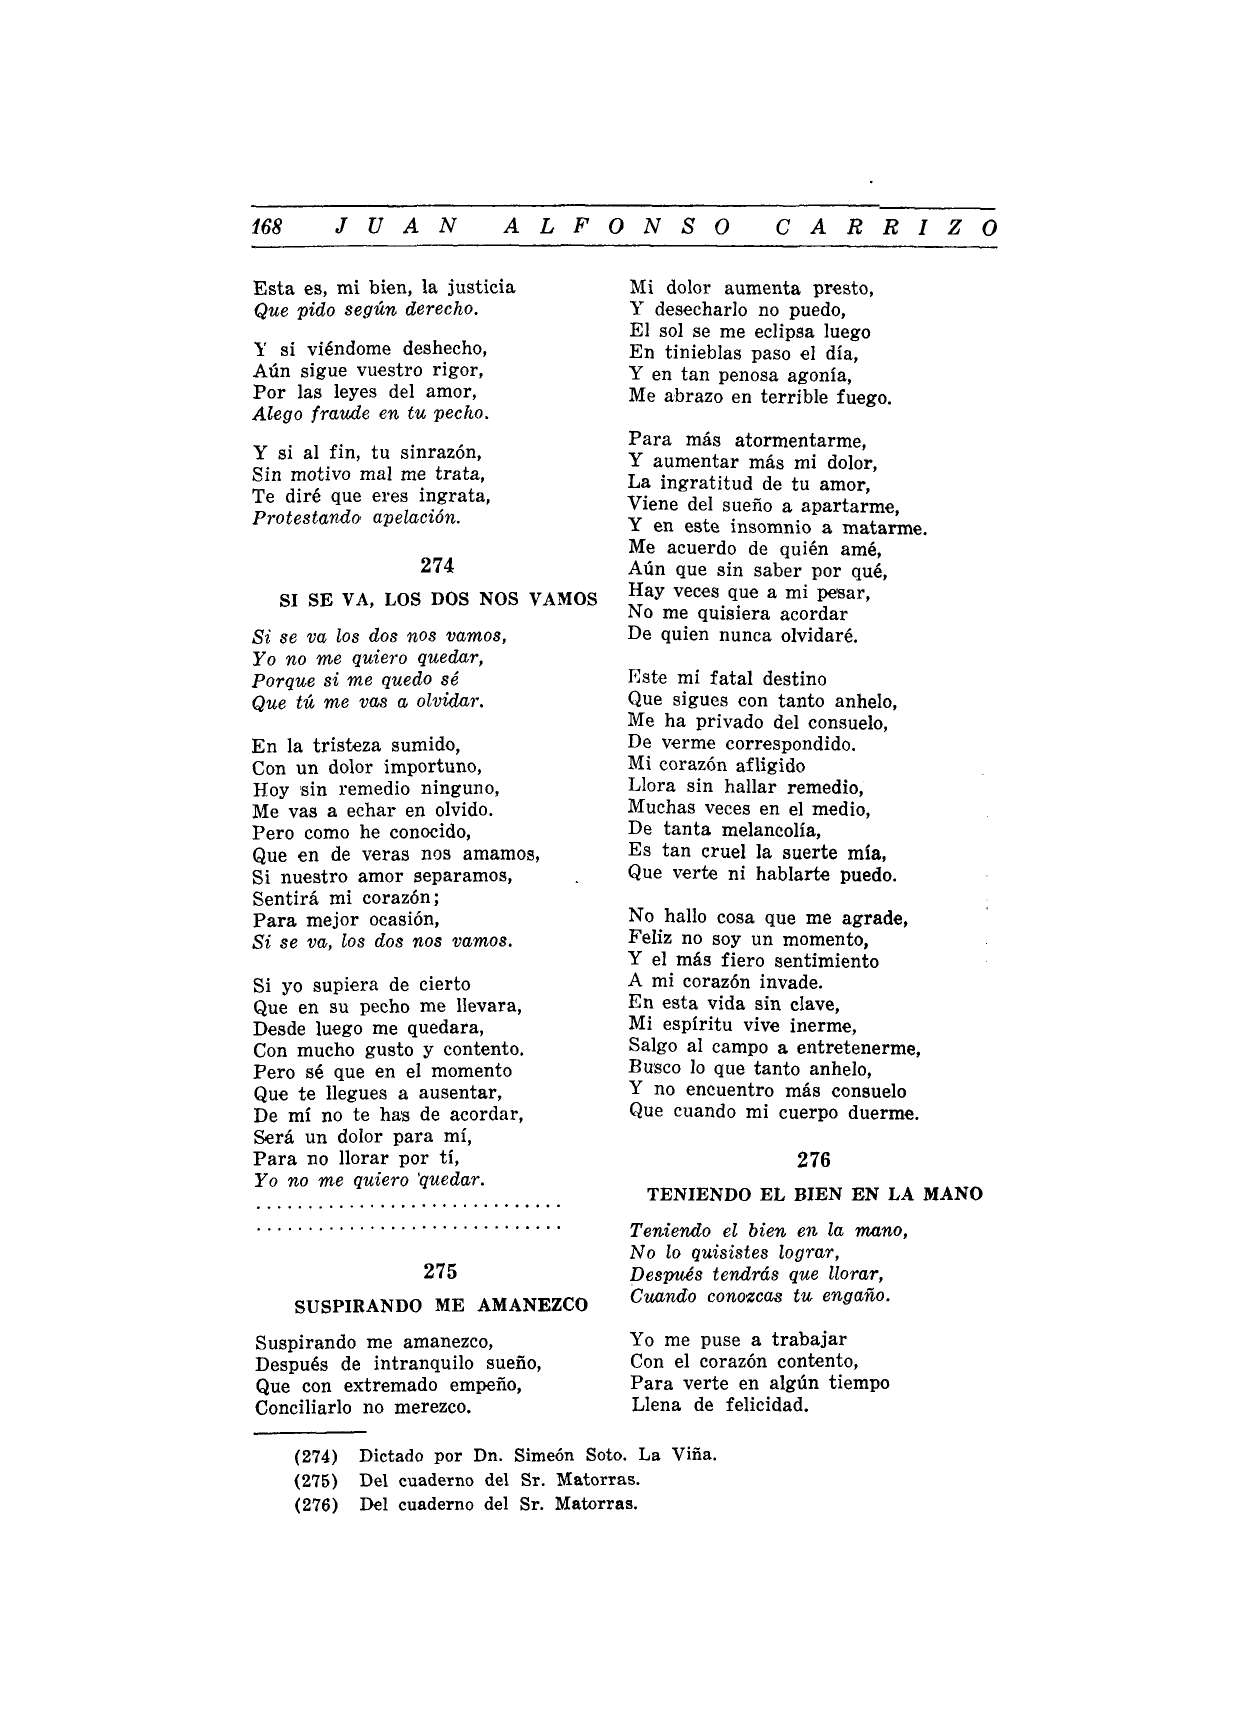 168 JUAN ALFONSO CARRIZO
Esta es, mi bien, la justicia
Que pido según derecho.
Y si viéndome deshecho,
Aún sigue vuestro rigor,
Por las leyes del amor,
Alego fraude en tu pecho.
Y si al fin, tu sinrazón,
Sin motivo mal me trata,
Te diré que eres ingrata,
Protestando apelación.
274
SI SE VA, LOS DOS NOS VAMOS
Si se va los dos nos vamos,
Yo no me quiero quedar,
Porque si me quedo sé
Que tú me vas a olvidar.
En la tristeza sumido,
Con un dolor importuno,
Hoy sin remedio ninguno,
Me vas a echar en olvido.
Pero como he conocido,
Que en de veras nos amamos,
Si nuestro amor separamos,
Sentirá mi corazón;
Para mejor ocasión,
Si se va, los dos nos vamos.
Si yo supiera de cierto
Que en su pecho me llevara,
Desde luego me quedara,
Con mucho gusto y contento.
Pero sé que en el momento
Que te llegues a ausentar,
De mí no te has de acordar,
Será un dolor para mí,
Para no llorar por tí,
Yo no me quiero quedar.
..............................
..............................
275
SUSPIRANDO ME AMANEZCO
Suspirando me amanezco,
Después de intranquilo sueño,
Que con extremado empeño,
Conciliarlo no merezco.
Mi dolor aumenta presto,
Y desecharlo no puedo,
El sol se me eclipsa luego
En tinieblas paso el día,
Y en tan penosa agonía,
Me abrazo en terrible fuego.
Para más atormentarme,
Y aumentar más mi dolor,
La ingratitud de tu amor,
Viene del sueño a apartarme,
Y en este insomnio a matarme.
Me acuerdo de quién amé,
Aún que sin saber por qué,
Hay veces que a mi pesar,
No me quisiera acordar
De quien nunca olvidaré.
Este mi fatal destino
Que sigues con tanto anhelo,
Me ha privado del consuelo,
De verme correspondido.
Mi corazón afligido
Llora sin hallar remedio,
Muchas veces en el medio,
De tanta melancolía,
Es tan cruel la suerte mía,
Que verte ni hablarte puedo.
No hallo cosa que me agrade,
Feliz no soy un momento,
Y el más fiero sentimiento
A mi corazón invade.
En esta vida sin clave,
Mi espíritu vive inerme,
Salgo al campo a entretenerme,
Busco lo que tanto anhelo,
Y no encuentro más consuelo
Que cuando mi cuerpo duerme.
276
TENIENDO EL BIEN EN LA MANO
Teniendo el bien en la mano,
No lo quisistes lograr,
Después tendrás que llorar,
Cuando conozcas tu engaño.
Yo me puse a trabajar
Con el corazón contento,
Para verte en algún tiempo
Llena de felicidad.
(274) Dictado por Dn. Simeón Soto. La Viña.
(275) Del cuaderno del Sr. Matorras.
(276) Del cuaderno del Sr. Matorras.